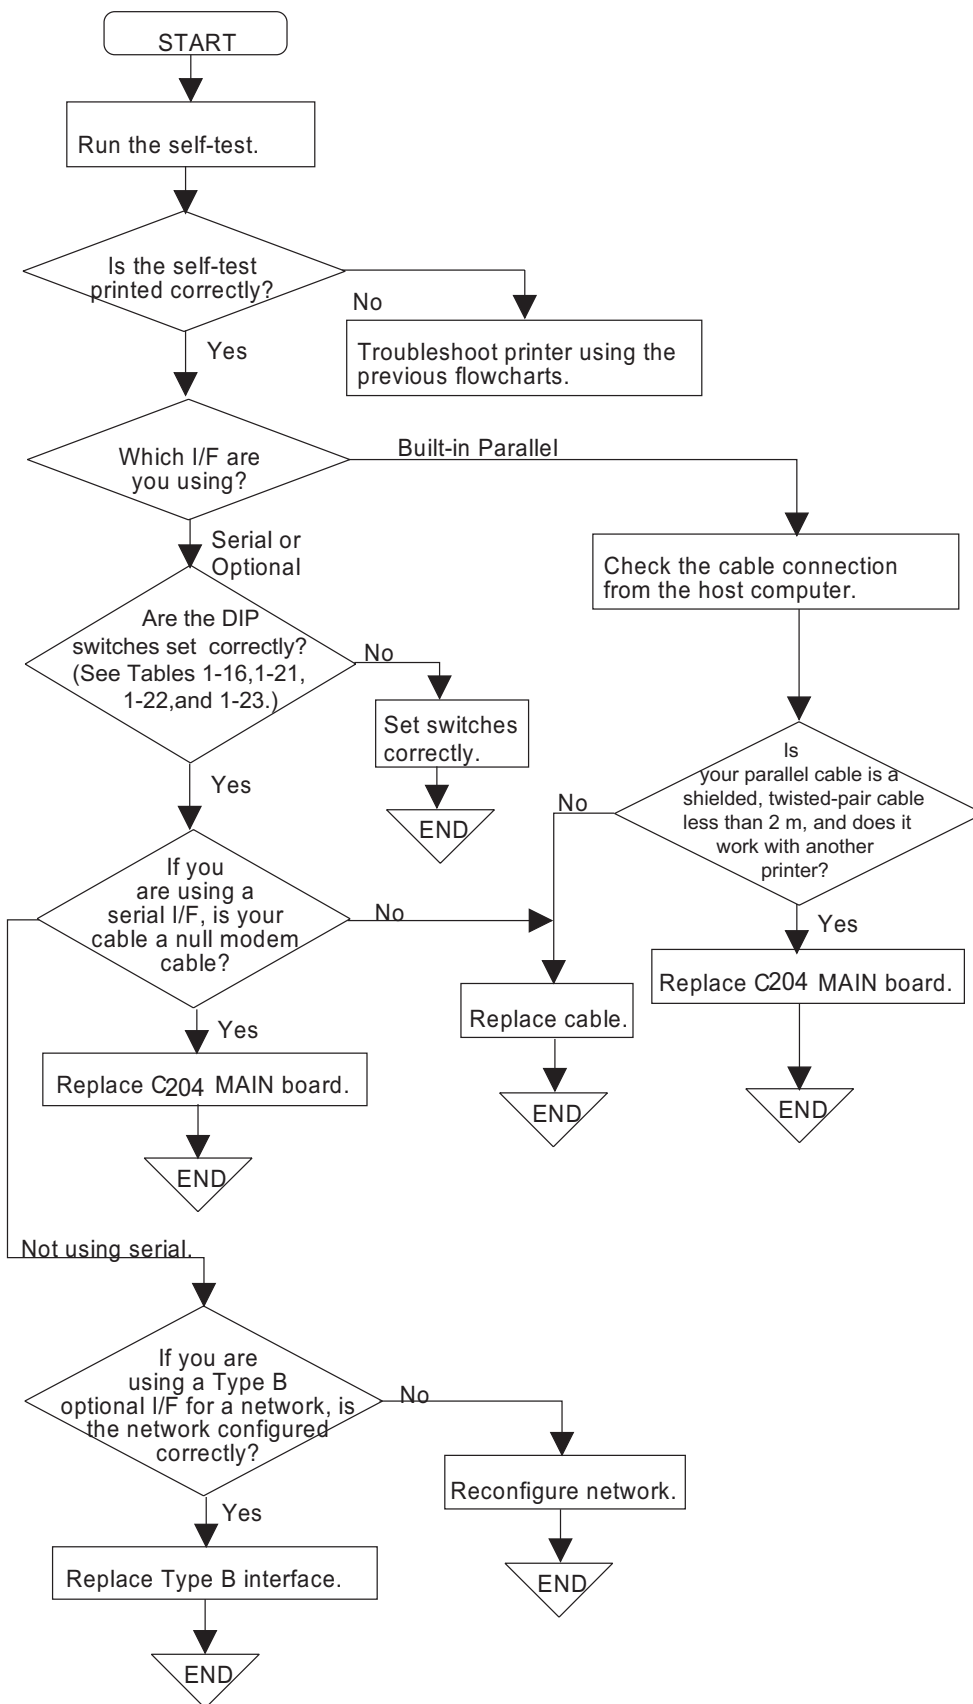 START
Run the self-test.
Is the self-test
printed correctly?
No
Troubleshoot printer using the
previous flowcharts.
Yes
Which I/F are
you using?
Built-in Parallel
Serial or
Optional
Check the cable connection
from the host computer.
Are the DIP
switches set correctly?
(See Tables 1-16,1-21,
1-22,and 1-23.)
No
Set switches
correctly.
END
Yes
Is
your parallel cable is a
shielded, twisted-pair cable
less than 2 m, and does it
work with another
printer?
No
Yes
Replace C204 MAIN board.
END
If you
are using a
serial I/F, is your
cable a null modem
cable?
No
Replace cable.
END
Yes
Replace C204 MAIN board.
END
Not using serial.
If you are
using a Type B
optional I/F for a network, is
the network configured
correctly?
No
Reconfigure network.
END
Yes
Replace Type B interface.
END